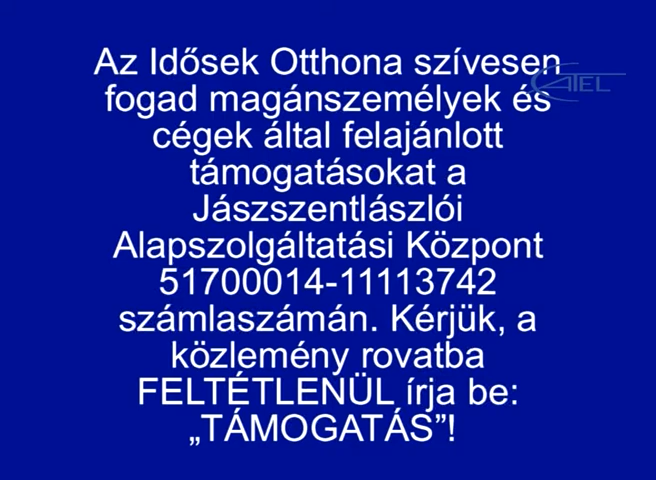 Az Idősek Otthona szívesen
fogad magánszemélyek és
cégek által felajánlott
támogatásokat a
Jászszentlászlói
Alapszolgáltatási Központ
51700014-11113742
számlaszámán. Kérjük, a
közlemény rovatba
FELTÉTLENÜL írja be:
„TÁMOGATÁS”!
CATEL